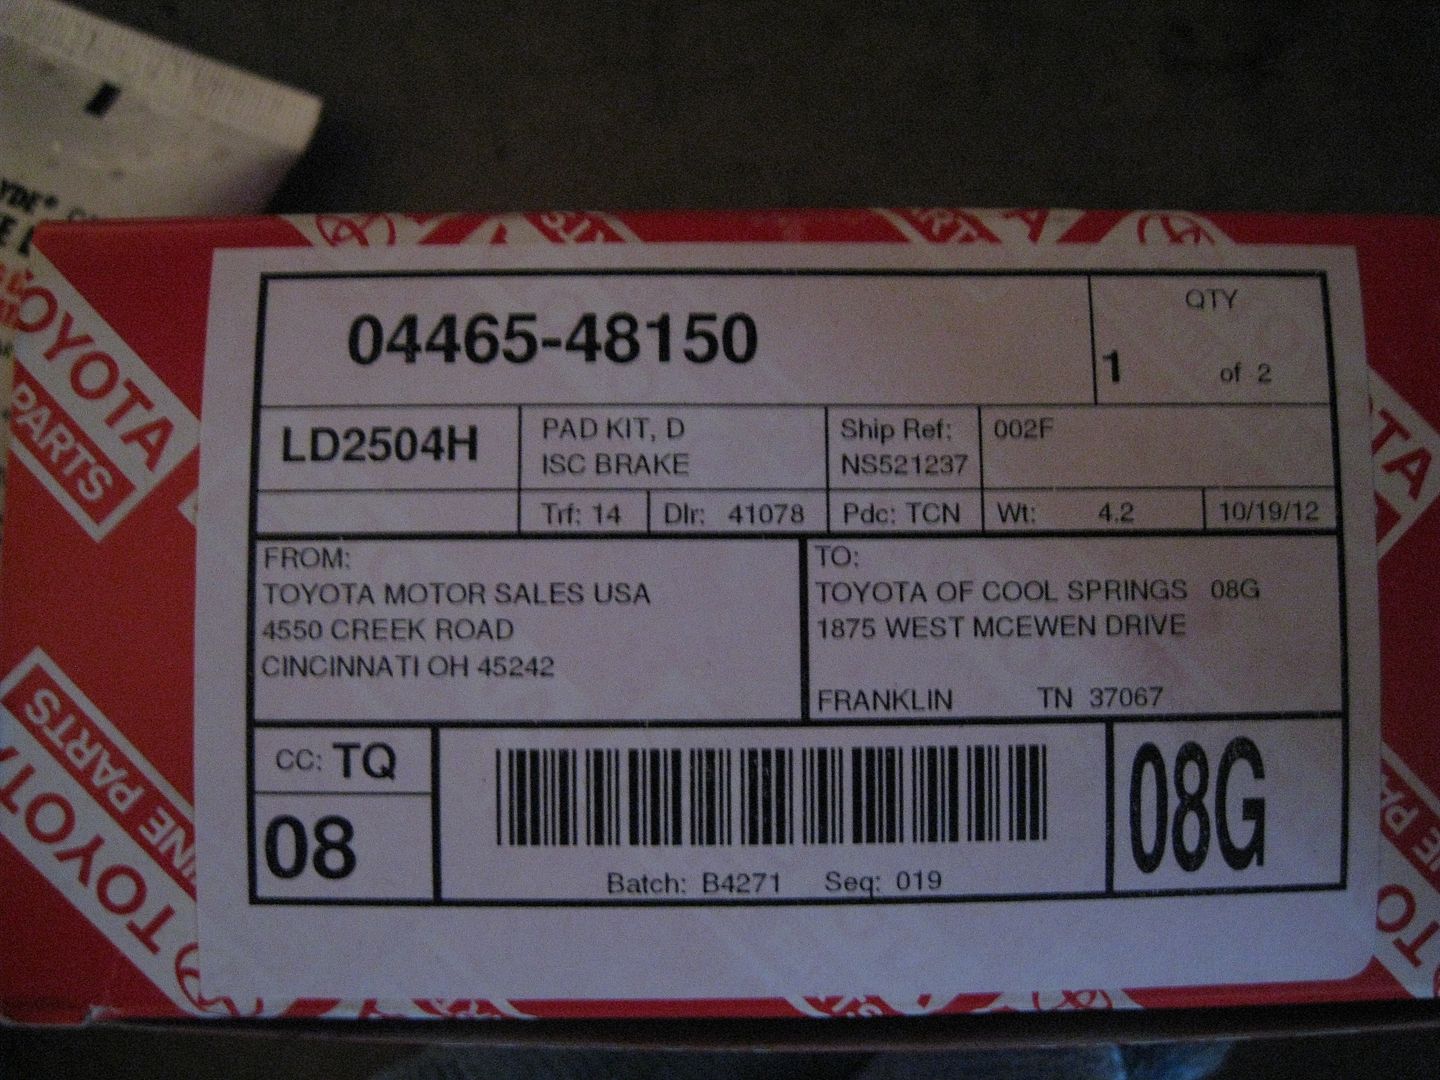 04465-48150
QTY
1 of 2
LD2504H
PAD KIT, D
ISC BRAKE
Ship Ref:
NS521237
002F
Trf: 14
Dlr: 41078
Pdc: TCN
Wt: 4.2
10/19/12
FROM:
TOYOTA MOTOR SALES USA
4550 CREEK ROAD
CINCINNATI OH 45242
TO:
TOYOTA OF COOL SPRINGS 08G
1875 WEST MCEWEN DRIVE
FRANKLIN TN 37067
CC: TQ
08
Batch: B4271 Seq: 019
08G
TOYOTA
PARTS
TOYOTA
PARTS